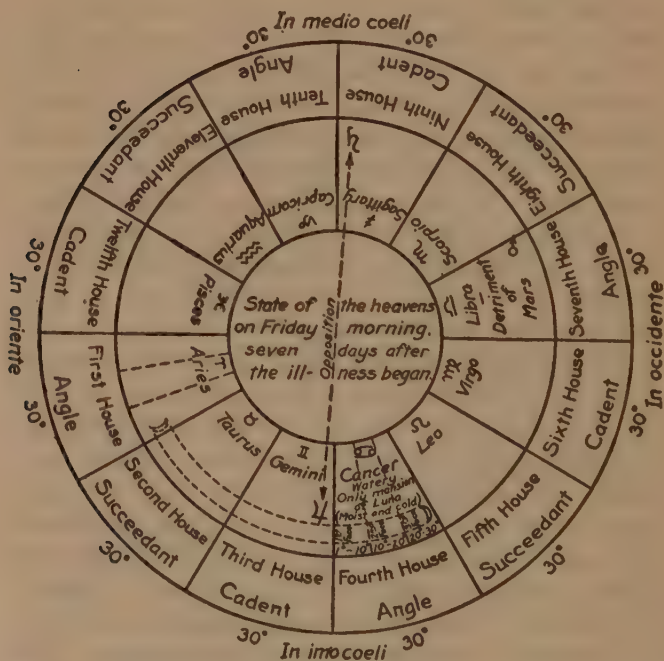 In medio coeli
30°
30°
Angle
Tenth House
Cadent
Ninth House
30°
Succeedant
Eleventh House
30°
Succeedant
Eighth House
30°
Cadent
Twelfth House
30°
Angle
Seventh House
In oriente
In occidente
Capricorn
♑
Sagittary
♐
♃
Aquarius
♒
Scorpio
♏
Pisces
♓
Libra
♎
Detriment
of
Mars
♂
State of the heavens
on Friday morning.
seven days after
the ill- ness began.
Opposition
Aries
♈
Virgo
♍
Taurus
♉
Leo
♌
Gemini
♊
Cancer
Watery
Only mansion
of Luna
(Moist and cold)
First House
Angle
30°
Sixth House
Cadent
30°
Second House
Succeedant
30°
Fifth House
Succeedant
30°
Third House
Cadent
30°
Fourth House
Angle
30°
In imo coeli